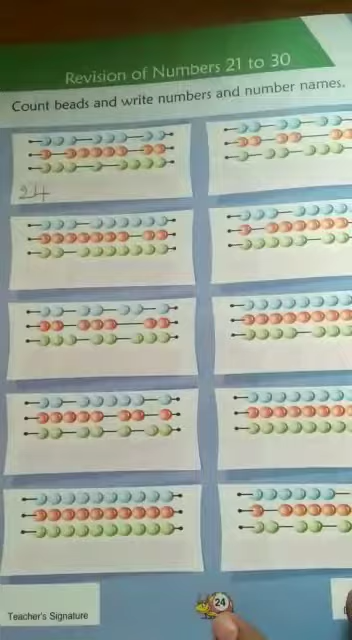 Revision of Numbers 21 to 30
Count beads and write numbers and number names.
24
Teacher's Signature
24